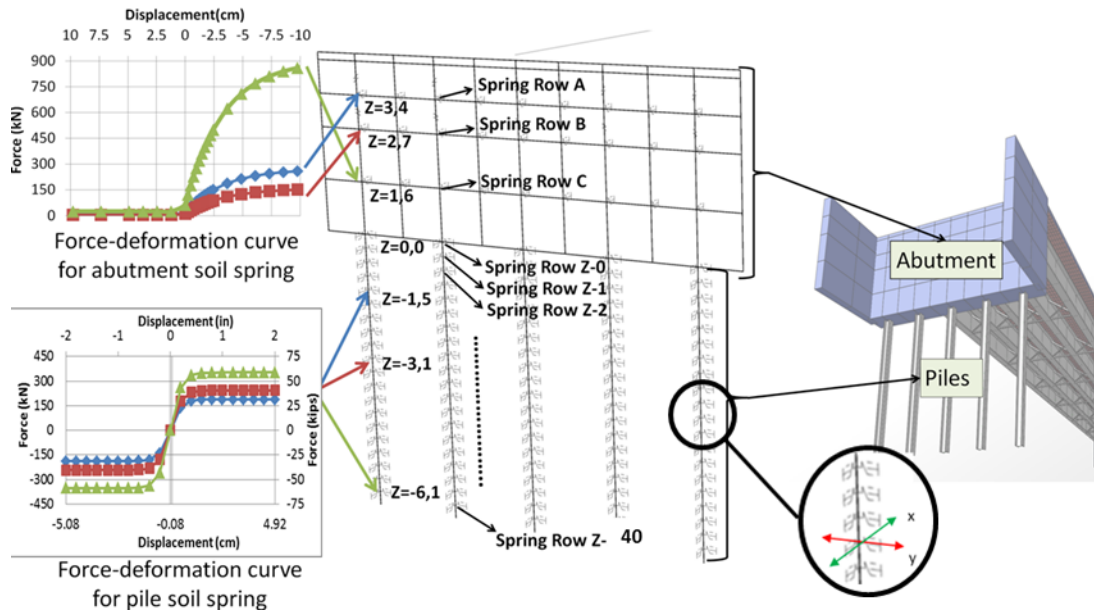 Displacement(cm)
10 7.5 5 2.5 0 -2.5 -5 -7.5 -10
900
750
600
450
300
150
0
Force (kN)
Force-deformation curve
for abutment soil spring
Z=3,4
Z=2,7
Z=1,6
Z=0,0
Spring Row A
Spring Row B
Spring Row C
Spring Row Z-0
Spring Row Z-1
Spring Row Z-2
Z=-1,5
Z=-3,1
Z=-6,1
Spring Row Z- 40
Displacement(in)
-2 -1 0 1 2
450
300
150
0
-150
-300
-450
Force (kN)
75
50
25
0
-25
-50
-75
Force (kips)
-5.08 -0.08 4.92
Displacement(cm)
Force-deformation curve
for pile soil spring
Abutment
Piles
x
y